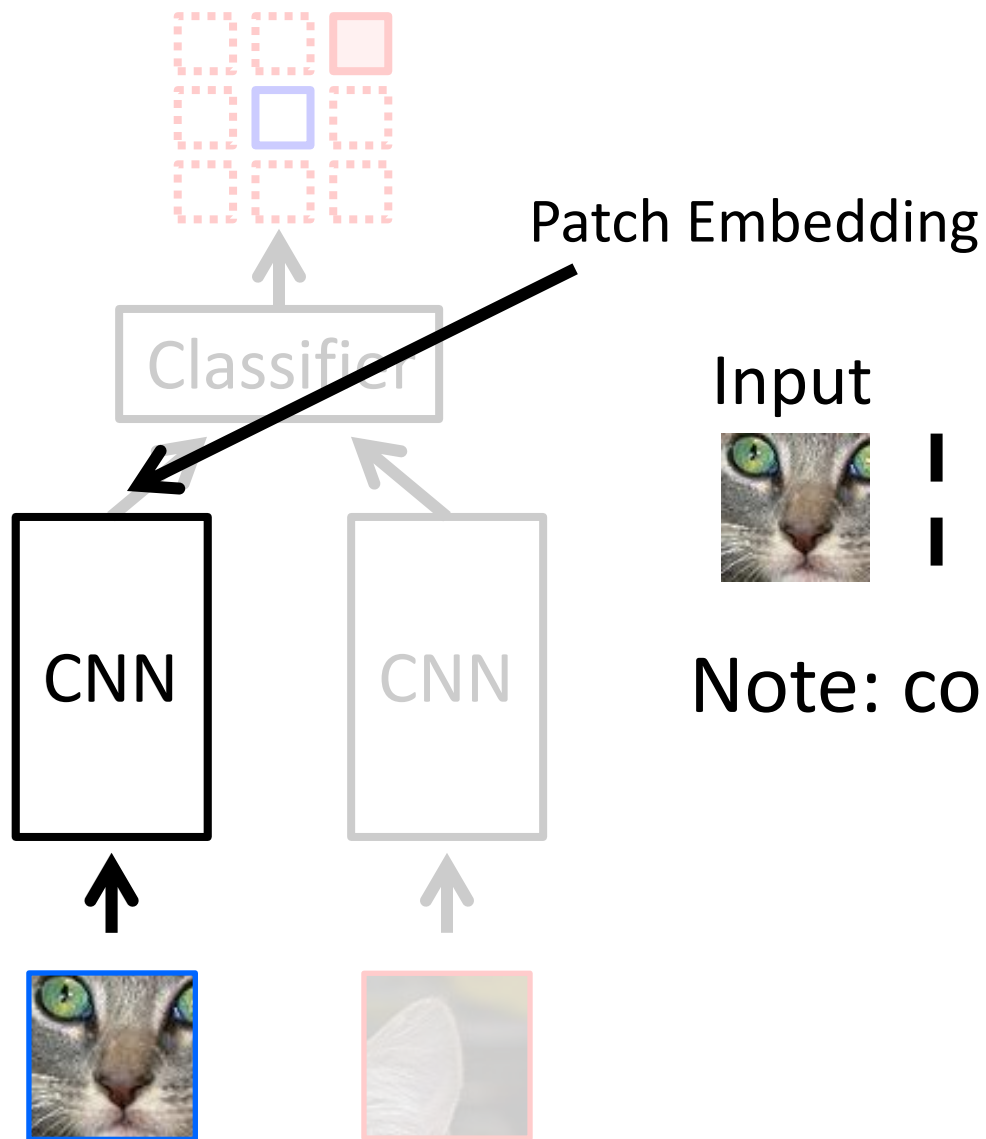 Patch Embedding
Classifier
Input
CNN
CNN
Note: co